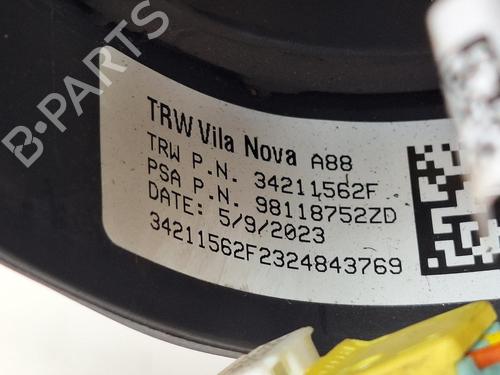 B-PARTS
TRW Vila Nova A88
TRW P.N. 34211562F
PSA P.N. 98118752ZD
DATE: 5/9/2023
34211562F2324843769